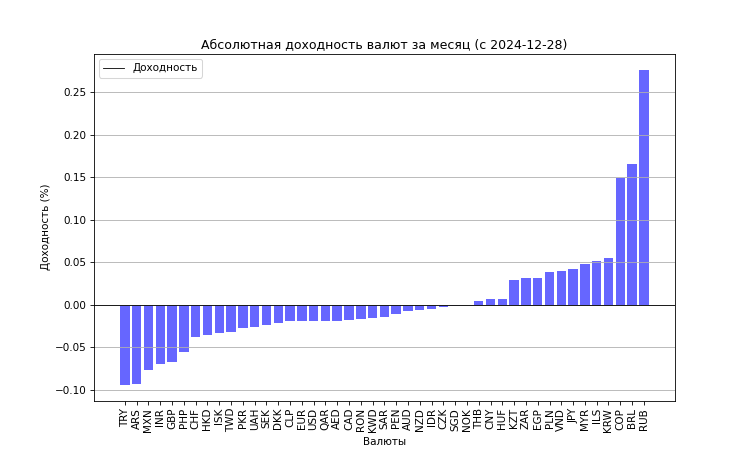 Абсолютная доходность валют за месяц (с 2024-12-28)
Доходность
Доходность (%)
0.25
0.20
0.15
0.10
0.05
0.00
−0.05
−0.10
TRY ARS MXN INR GBP PHP CHF HKD ISK TWD PKR UAH SEK DKK CLP EUR USD QAR AED CAD RON KWD SAR PEN AUD NZD IDR CZK SGD NOK THB CNY HUF KZT ZAR EGP PLN VND JPY MYR ILS KRW COP BRL RUB
Валюты